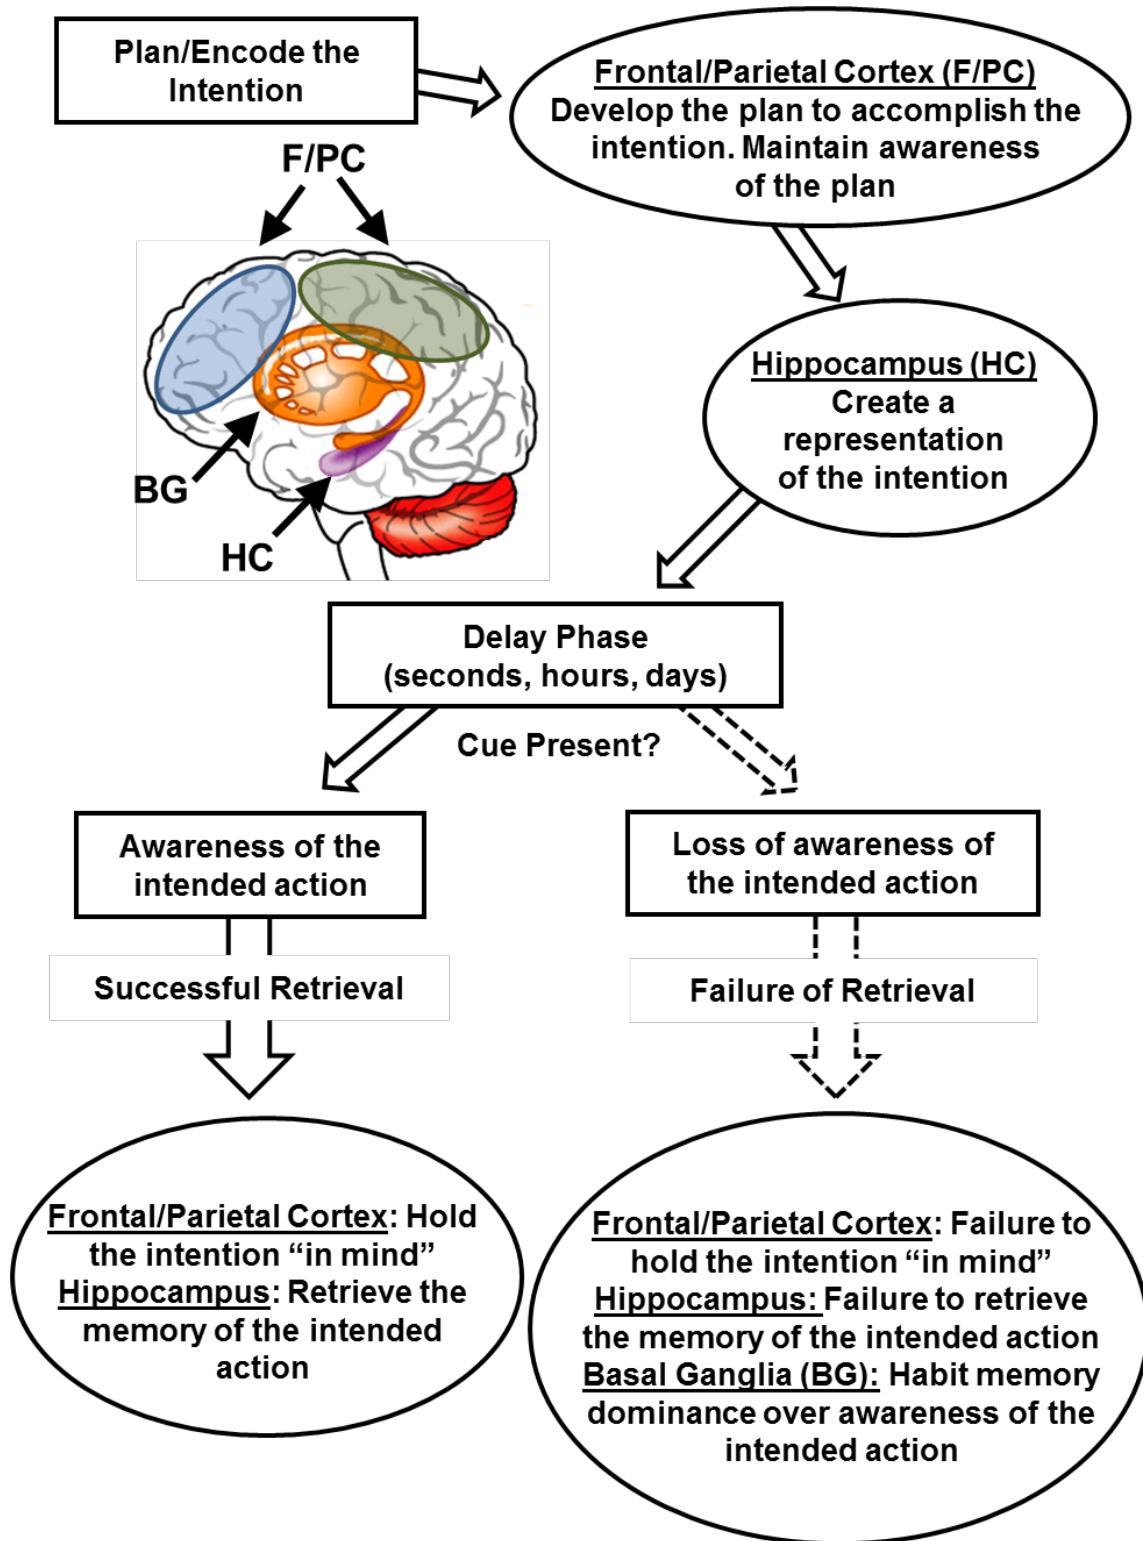 Plan/Encode the
Intention
Frontal/Parietal Cortex (F/PC)
Develop the plan to accomplish the
intention. Maintain awareness
of the plan
F/PC
BG
HC
Hippocampus (HC)
Create a
representation
of the intention
Delay Phase
(seconds, hours, days)
Cue Present?
Awareness of the
intended action
Loss of awareness of
the intended action
Successful Retrieval
Failure of Retrieval
Frontal/Parietal Cortex: Hold
the intention “in mind”
Hippocampus: Retrieve the
memory of the intended
action
Frontal/Parietal Cortex: Failure to
hold the intention “in mind”
Hippocampus: Failure to retrieve
the memory of the intended action
Basal Ganglia (BG): Habit memory
dominance over awareness of the
intended action